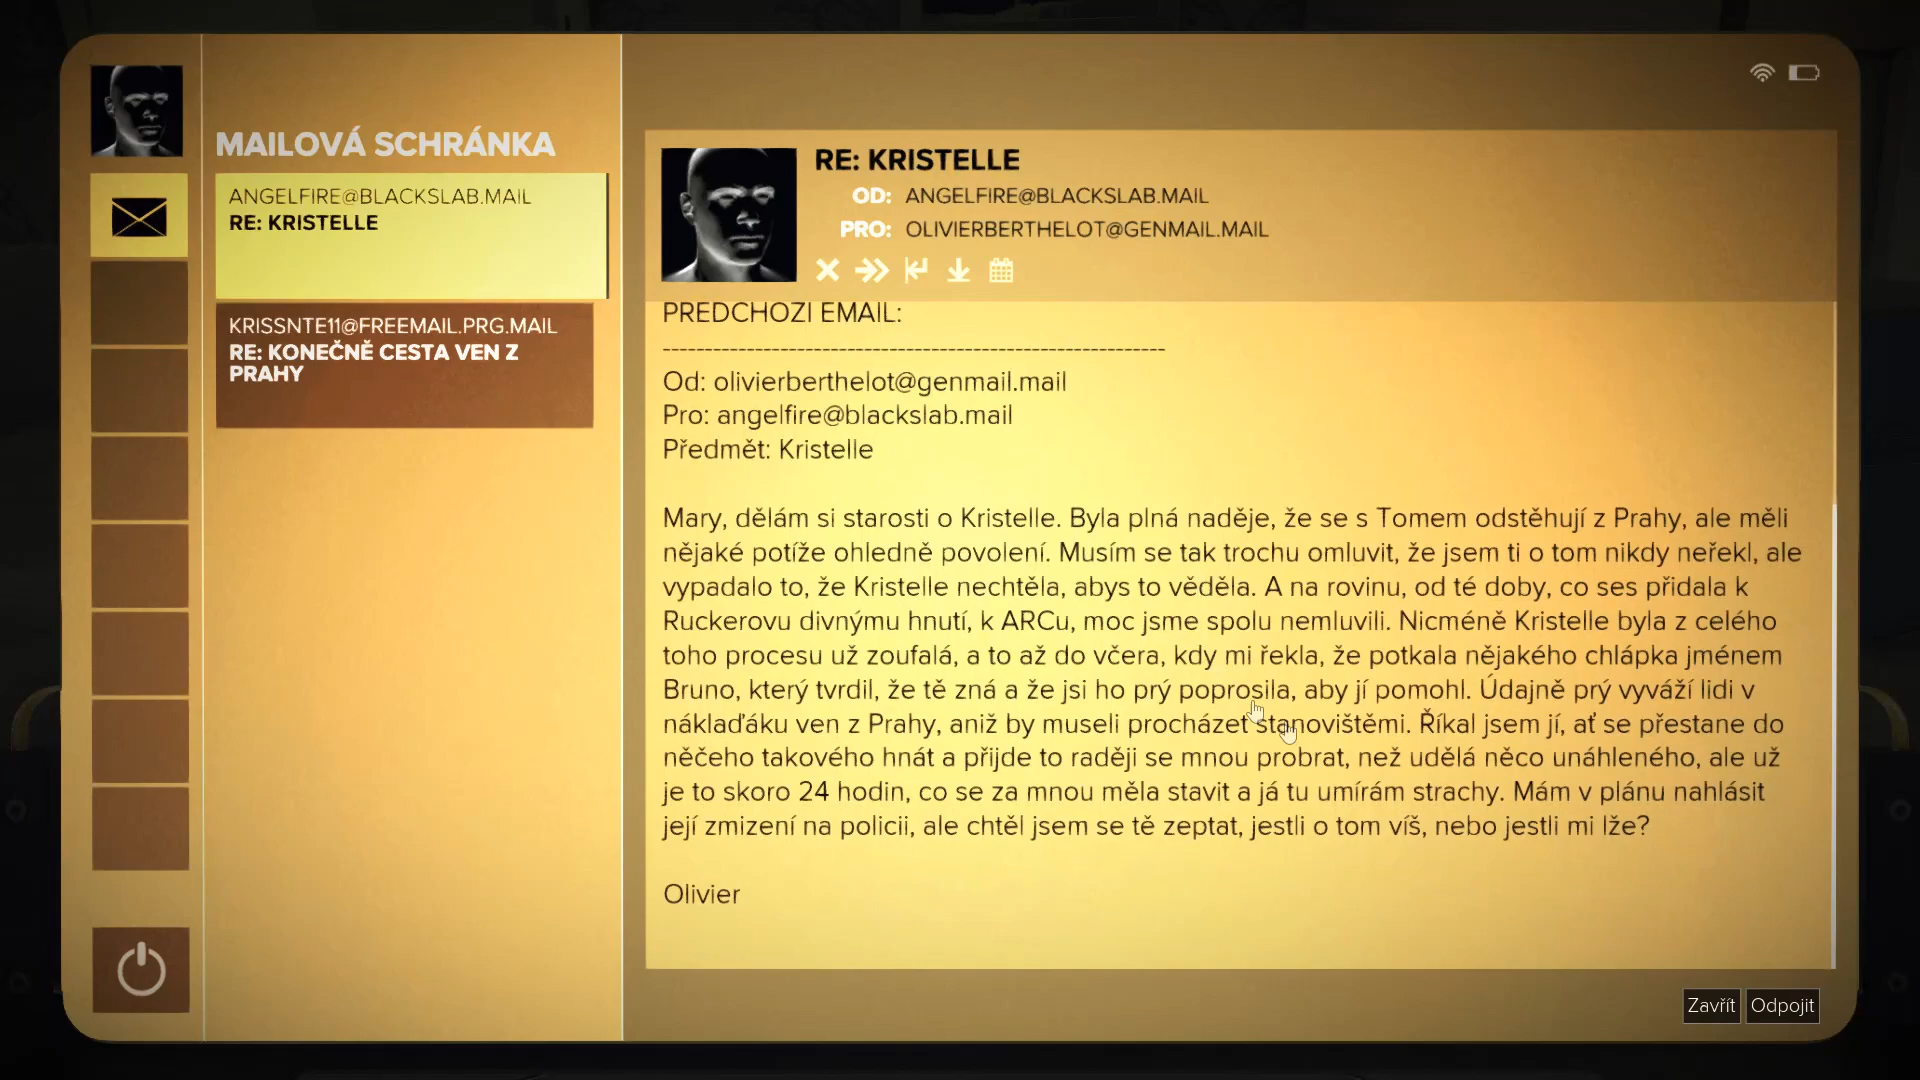 MAILOVÁ SCHRÁNKA
ANGELFIRE@BLACKSLAB.MAIL
RE: KRISTELLE
KRISSNTE11@FREEMAIL.PRG.MAIL
RE: KONEČNĚ CESTA VEN Z
PRAHY
RE: KRISTELLE
OD: ANGELFIRE@BLACKSLAB.MAIL
PRO: OLIVIERBERTHELOT@GENMAIL.MAIL
PREDCHOZI EMAIL:
------------------------------------------------------------
Od: olivierberthelot@genmail.mail
Pro: angelfire@blackslab.mail
Předmět: Kristelle
Mary, dělám si starosti o Kristelle. Byla plná naděje, že se s Tomem odstěhují z Prahy, ale měli
nějaké potíže ohledně povolení. Musím se tak trochu omluvit, že jsem ti o tom nikdy neřekl, ale
vypadalo to, že Kristelle nechtěla, abys to věděla. A na rovinu, od té doby, co ses přidala k
Ruckerovu divnýmu hnutí, k ARCu, moc jsme spolu nemluvili. Nicméně Kristelle byla z celého
toho procesu už zoufalá, a to až do včera, kdy mi řekla, že potkala nějakého chlápka jménem
Bruno, který tvrdil, že tě zná a že jsi ho prý poprosila, aby jí pomohl. Údajně prý vyváží lidi v
náklaďáku ven z Prahy, aniž by museli procházet stanovištěmi. Říkal jsem jí, ať se přestane do
něčeho takového hnát a přijde to raději se mnou probrat, než udělá něco unáhleného, ale už
je to skoro 24 hodin, co se za mnou měla stavit a já tu umírám strachy. Mám v plánu nahlásit
její zmizení na policii, ale chtěl jsem se tě zeptat, jestli o tom víš, nebo jestli mi lže?
Olivier
Zavřít Odpojit